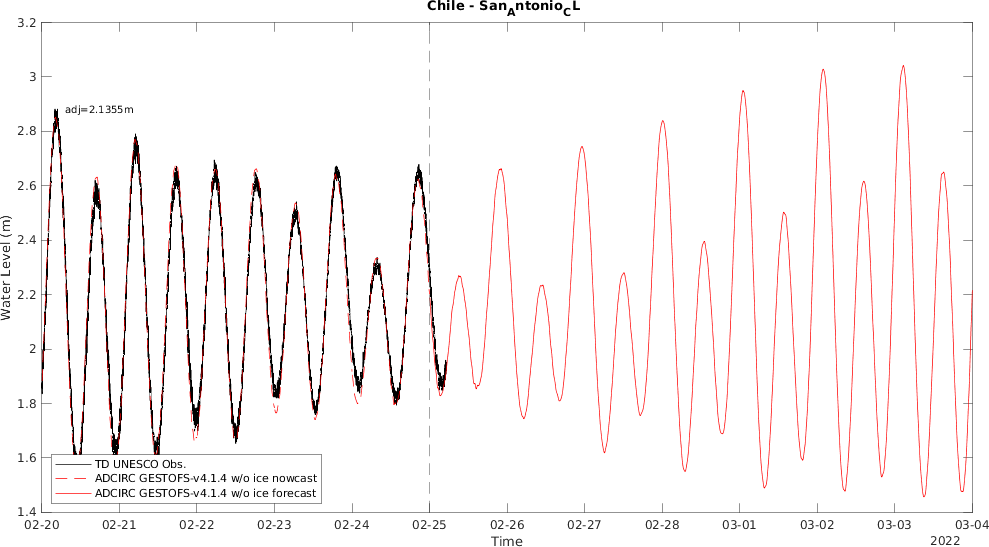 Chile - SanAntonioCL
3.2
3
2.8
2.6
2.4
2.2
2
1.8
1.6
1.4
Water Level (m)
adj=2.1355m
TD UNESCO Obs.
ADCIRC GESTOFS-v4.1.4 w/o ice nowcast
ADCIRC GESTOFS-v4.1.4 w/o ice forecast
02-20 02-21 02-22 02-23 02-24 02-25 02-26 02-27 02-28 03-01 03-02 03-03 03-04
Time
2022